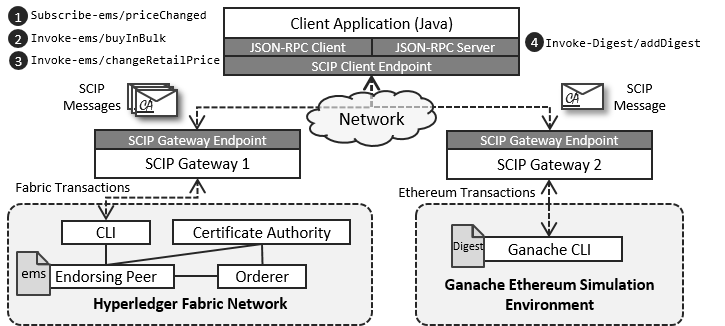 1 Subscribe-ems/priceChanged
2 Invoke-ems/buyInBulk
3 Invoke-ems/changeRetailPrice
Client Application (Java)
JSON-RPC Client
JSON-RPC Server
SCIP Client Endpoint
4 Invoke-Digest/addDigest
SCIP
Messages
CA
Network
CA
SCIP
Message
SCIP Gateway Endpoint
SCIP Gateway 1
SCIP Gateway Endpoint
SCIP Gateway 2
Fabric Transactions
Ethereum Transactions
CLI
Certificate Authority
ems
Endorsing Peer
Orderer
Hyperledger Fabric Network
Digest
Ganache CLI
Ganache Ethereum Simulation
Environment